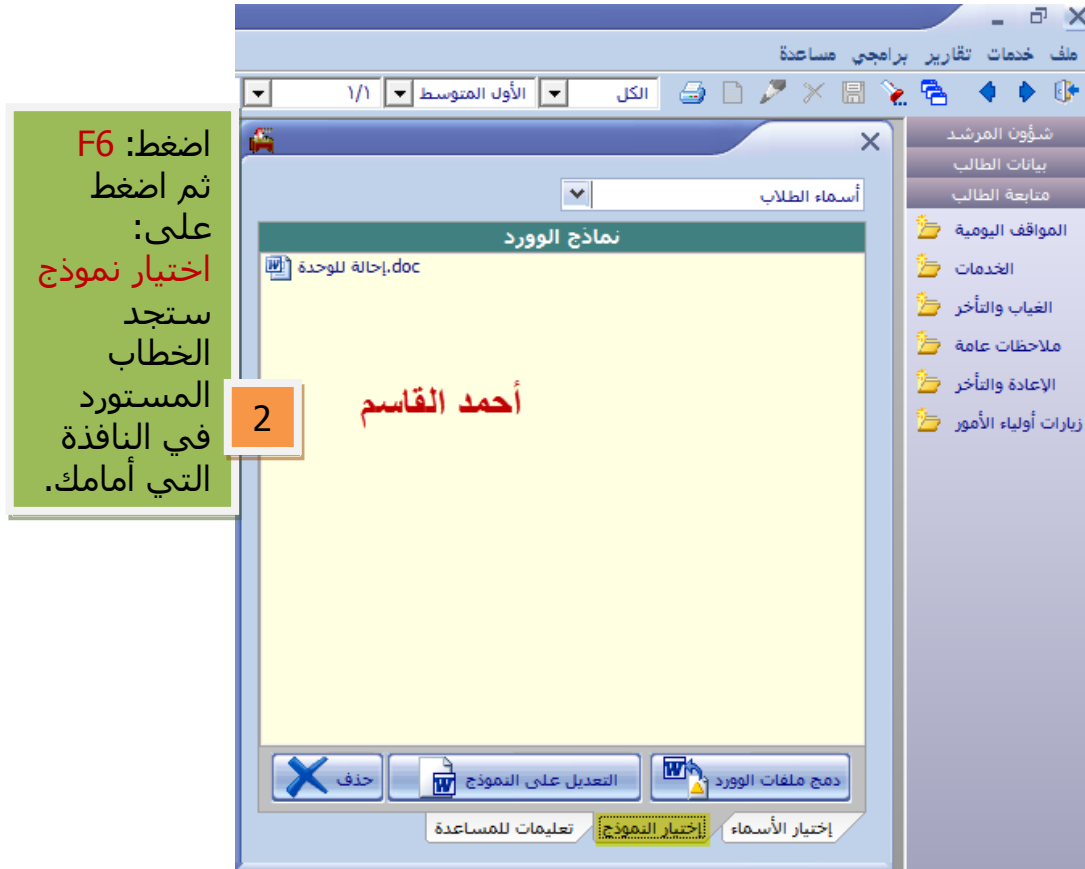 ملف خدمات تقارير برامجي مساعدة
الكل
الأول المتوسط
١/١
شؤون المرشد
بيانات الطالب
متابعة الطالب
المواقف اليومية
الخدمات
الغياب والتأخر
ملاحظات عامة
الإعادة والتأخر
زيارات أولياء الأمور
أسماء الطلاب
نماذج الوورد
إحالة للوحدة.doc
أحمد القاسم
دمج ملفات الوورد
التعديل على النموذج
حذف
إختيار الأسماء
إختيار النموذج
تعليمات للمساعدة
اضغط: F6
ثم اضغط
على:
اختيار نموذج
ستجد
الخطاب
المستورد
في النافذة
التي أمامك.
2